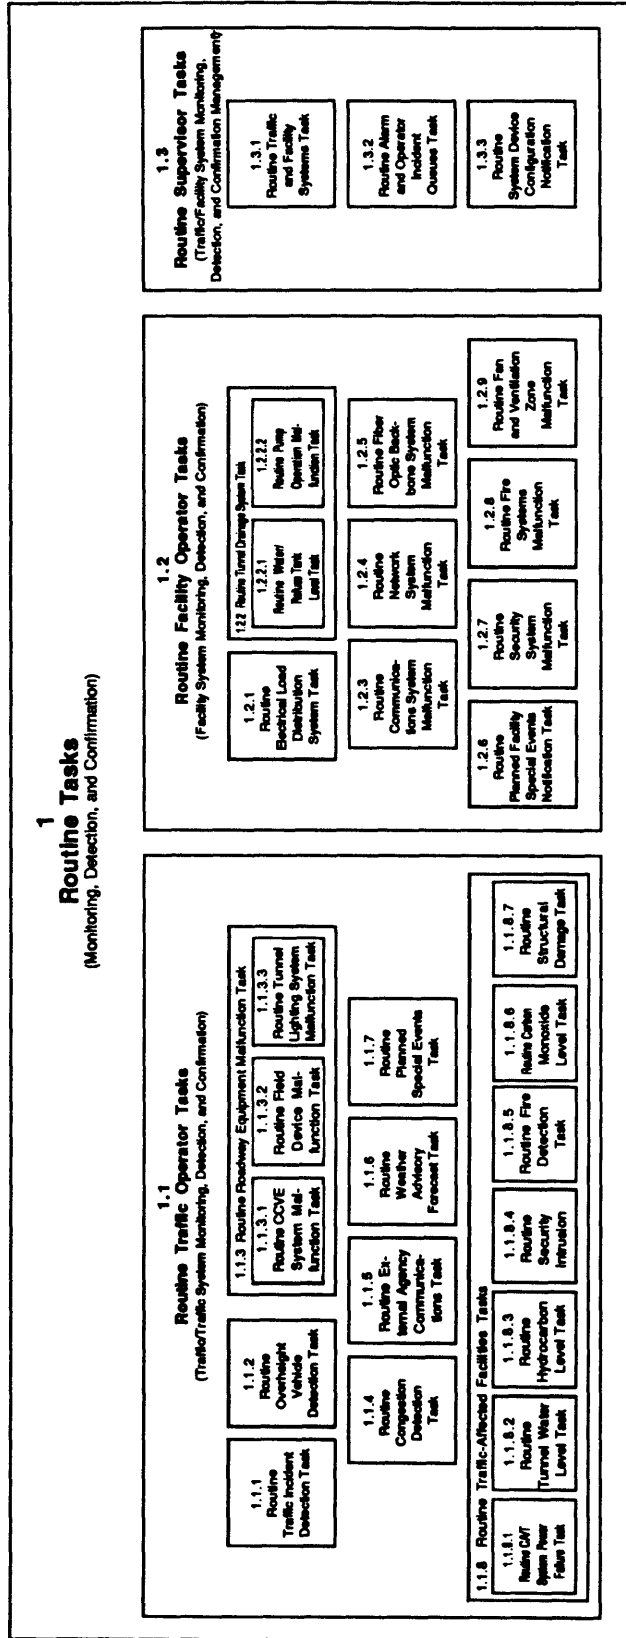 1
Routine Tasks
(Monitoring, Detection, and Confirmation)
1.1
Routine Traffic Operator Tasks
(Traffic/Traffic System Monitoring, Detection, and Confirmation)
1.1.1
Routine
Traffic Incident
Detection Task
1.1.2
Routine
Overheight
Vehicle
Detection Task
1.1.3 Routine Roadway Equipment Malfunction Task
1.1.3.1
Routine CCVE
System Mal-
function Task
1.1.3.2
Routine Field
Device Mal-
function Task
1.1.3.3
Routine Tunnel
Lighting System
Malfunction Task
1.1.4
Routine
Congestion
Detection
Task
1.1.5
Routine Ex-
ternal Agency
Communica-
tions Task
1.1.6
Routine
Weather
Advisory
Forecast Task
1.1.7
Routine
Planned
Special Events
Task
1.1.8 Routine Traffic-Affected Facilities Tasks
1.1.8.1
Routine CA/T
System Power
Failure Task
1.1.8.2
Routine
Tunnel Water
Level Task
1.1.8.3
Routine
Hydrocarbon
Level Task
1.1.8.4
Routine
Security
Intrusion
1.1.8.5
Routine Fire
Detection
Task
1.1.8.6
Routine Carbon
Monoxide
Level Task
1.1.8.7
Routine
Structural
Damage Task
1.2
Routine Facility Operator Tasks
(Facility System Monitoring, Detection, and Confirmation)
1.2.1
Routine
Electrical Load
Distribution
System Task
1.2.2 Routine Tunnel Drainage System Task
1.2.2.1
Routine Water/
Refuse Tank
Level Task
1.2.2.2
Routine Pump
Operation Mal-
function Task
1.2.3
Routine
Communica-
tions System
Malfunction
Task
1.2.4
Routine
Network
System
Malfunction
Task
1.2.5
Routine Fiber
Optic Back-
bone System
Malfunction
Task
1.2.6
Routine
Planned Facility
Special Events
Notification Task
1.2.7
Routine
Security
System
Malfunction
Task
1.2.8
Routine Fire
Systems
Malfunction
Task
1.2.9
Routine Fan
and Ventilation
Zone
Malfunction
Task
1.3
Routine Supervisor Tasks
(Traffic/Facility System Monitoring,
Detection, and Confirmation Management)
1.3.1
Routine Traffic
and Facility
Systems Task
1.3.2
Routine Alarm
and Operator
Incident
Queues Task
1.3.3
Routine
System Device
Configuration
Notification
Task